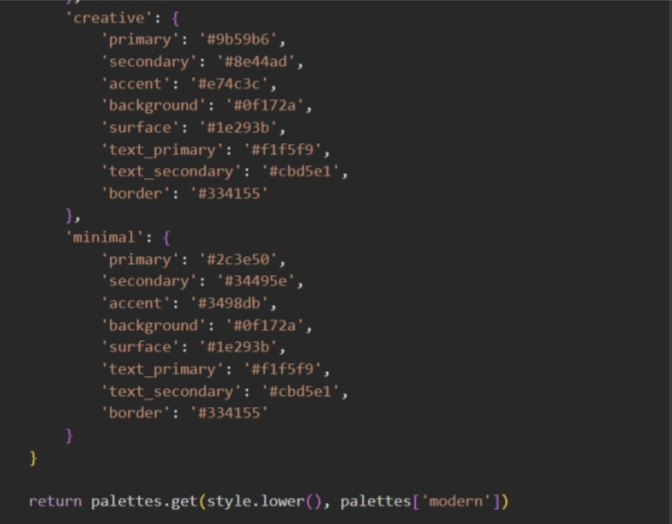 'creative': {
'primary': '#9b59b6',
'secondary': '#8e44ad',
'accent': '#e74c3c',
'background': '#0f172a',
'surface': '#1e293b',
'text_primary': '#f1f5f9',
'text_secondary': '#cbd5e1',
'border': '#334155'
},
'minimal': {
'primary': '#2c3e50',
'secondary': '#34495e',
'accent': '#3498db',
'background': '#0f172a',
'surface': '#1e293b',
'text_primary': '#f1f5f9',
'text_secondary': '#cbd5e1',
'border': '#334155'
}
}
return palettes.get(style.lower(), palettes['modern'])